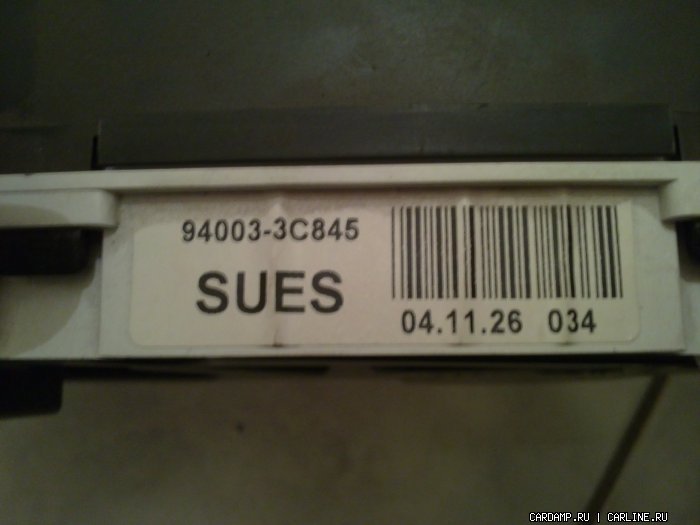 94003-3C845
SUES
04.11.26 034
CARDAMP.RU | CARLINE.RU